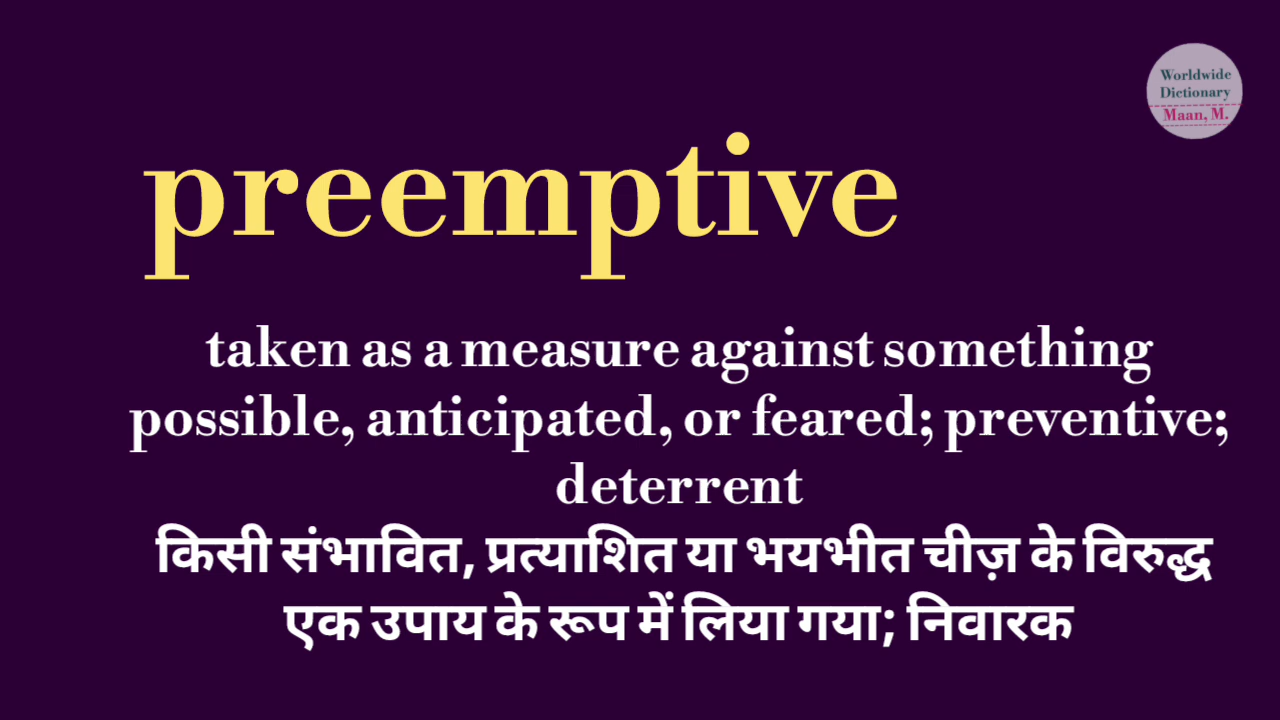 Worldwide
Dictionary
Maan, M.
preemptive
taken as a measure against something
possible, anticipated, or feared; preventive;
deterrent
किसी संभावित, प्रत्याशित या भयभीत चीज़ के विरुद्ध
एक उपाय के रूप में लिया गया; निवारक